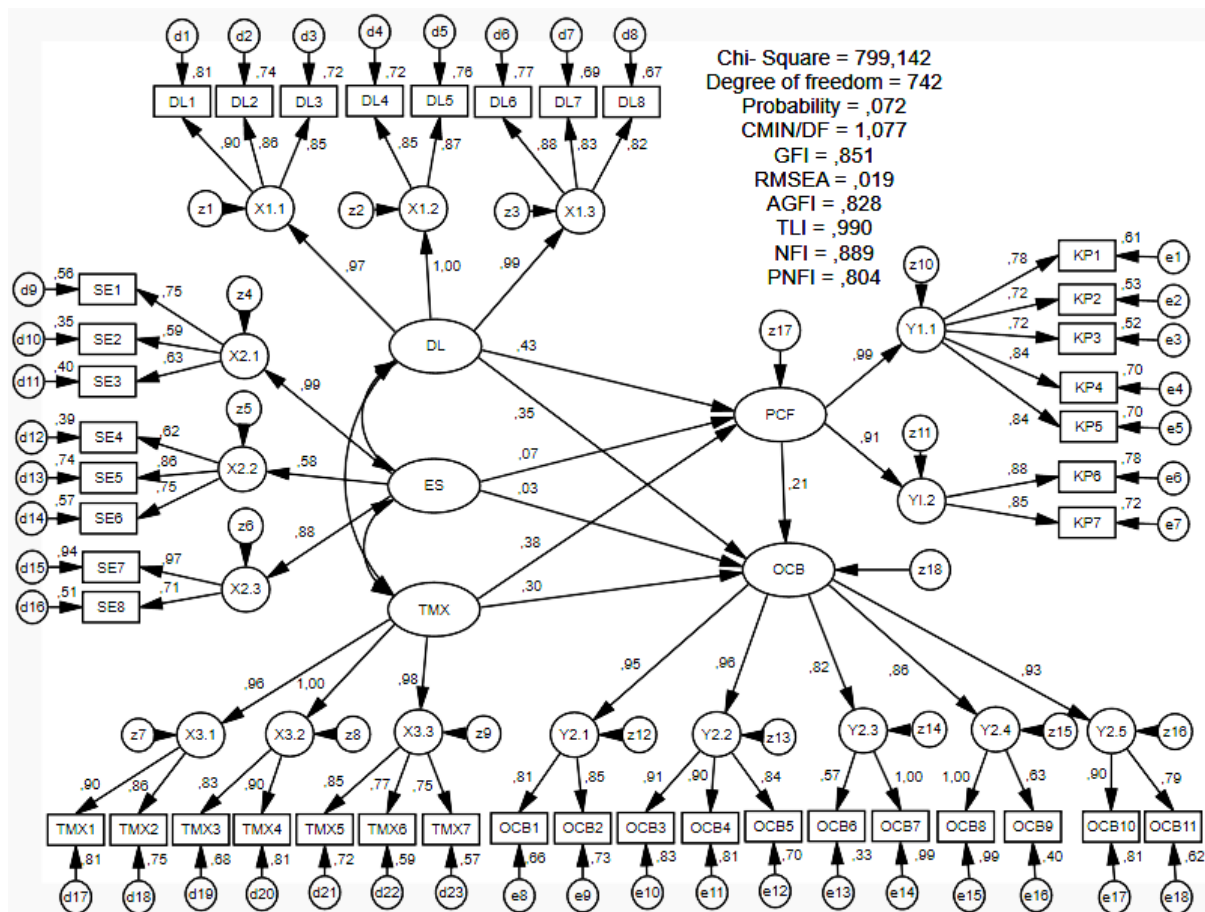 d1 d2 d3 d4 d5 d6 d7 d8
,81 ,74 ,72 ,72 ,76 ,77 ,69 ,67
DL1 DL2 DL3 DL4 DL5 DL6 DL7 DL8
,90 ,86 ,85 ,85 ,87 ,88 ,83 ,82
z1 X1.1 z2 X1.2 z3 X1.3
,97 1,00 ,99
Chi- Square = 799,142
Degree of freedom = 742
Probability = ,072
CMIN/DF = 1,077
GFI = ,851
RMSEA = ,019
AGFI = ,828
TLI = ,990
NFI = ,889
PNFI = ,804
d9 ,56 SE1 ,75 z4
d10 ,35 SE2 ,59 X2.1
d11 ,40 SE3 ,63 ,99
d12 ,39 SE4 ,62 z5
d13 ,74 SE5 ,86 X2.2 ,58
d14 ,57 SE6 ,75
d15 ,94 SE7 ,97 z6 ,88
d16 ,51 SE8 ,71 X2.3
DL ,43 ,35
ES ,07 ,03
TMX ,38 ,30
z17
PCF ,99 ,91 ,21
OCB z18
z10 Y1.1
,78 KP1 ,61 e1
,72 KP2 ,53 e2
,72 KP3 ,52 e3
,84 KP4 ,70 e4
,84 KP5 ,70 e5
z11 YI.2
,88 KP6 ,78 e6
,85 KP7 ,72 e7
,96 1,00 ,98 ,95 ,96 ,82 ,86 ,93
z7 X3.1 X3.2 z8 X3.3 z9 Y2.1 z12 Y2.2 z13 Y2.3 z14 Y2.4 z15 Y2.5 z16
,90 ,86 ,83 ,90 ,85 ,77 ,75 ,81 ,85 ,91 ,90 ,84 ,57 1,00 1,00 ,63 ,90 ,79
TMX1 TMX2 TMX3 TMX4 TMX5 TMX6 TMX7 OCB1 OCB2 OCB3 OCB4 OCB5 OCB6 OCB7 OCB8 OCB9 OCB10 OCB11
,81 ,75 ,68 ,81 ,72 ,59 ,57 ,66 ,73 ,83 ,81 ,70 ,33 ,99 ,99 ,40 ,81 ,62
d17 d18 d19 d20 d21 d22 d23 e8 e9 e10 e11 e12 e13 e14 e15 e16 e17 e18